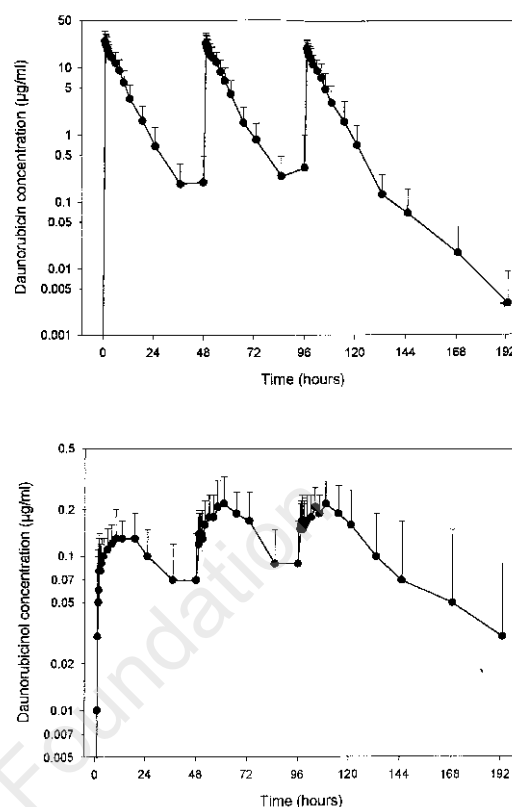 50
10
5
1
0.5
0.1
0.05
0.01
0.005
0.001
Daunorubicin concentration (µg/ml)
0 24 48 72 96 120 144 168 192
Time (hours)
0.5
0.2
0.1
0.07
0.05
0.02
0.01
0.07
0.005
Daunorubicinol concentration (µg/ml)
0 24 48 72 96 120 144 168 192
Time (hours)
Foundation